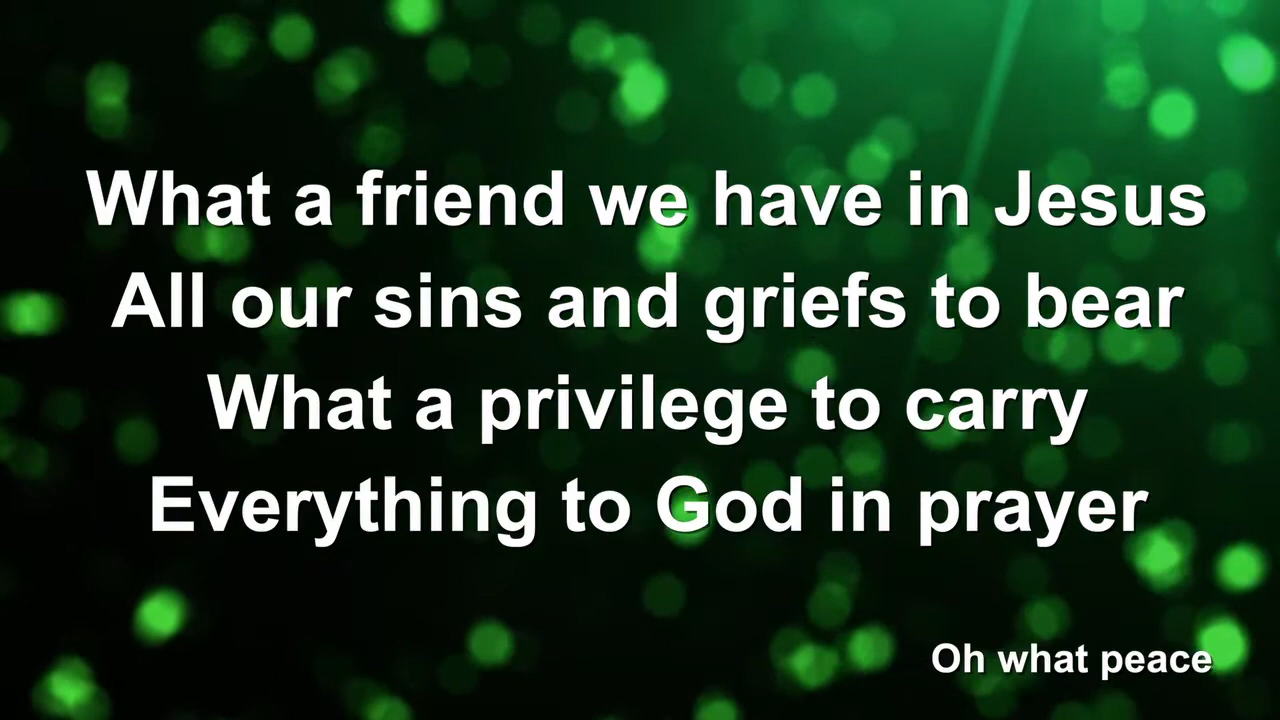 What a friend we have in Jesus
All our sins and griefs to bear
What a privilege to carry
Everything to God in prayer
Oh what peace